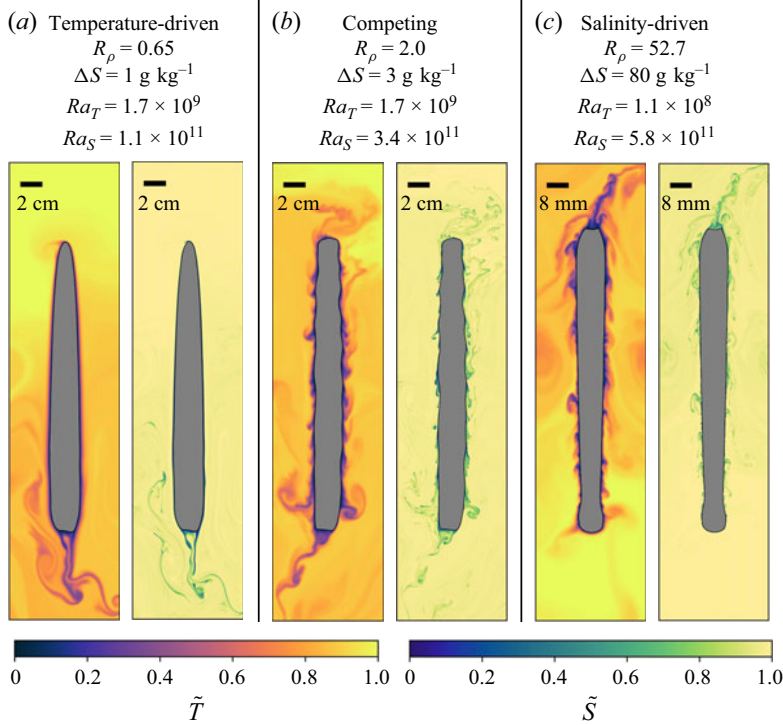 (a) Temperature-driven
Rρ = 0.65
ΔS = 1 g kg⁻¹
Ra_T = 1.7 × 10⁹
Ra_S = 1.1 × 10¹¹
2 cm
2 cm
(b) Competing
Rρ = 2.0
ΔS = 3 g kg⁻¹
Ra_T = 1.7 × 10⁹
Ra_S = 3.4 × 10¹¹
2 cm
2 cm
(c) Salinity-driven
Rρ = 52.7
ΔS = 80 g kg⁻¹
Ra_T = 1.1 × 10⁸
Ra_S = 5.8 × 10¹¹
8 mm
8 mm
0 0.2 0.4 0.6 0.8 1.0
T̃
0 0.2 0.4 0.6 0.8 1.0
S̃